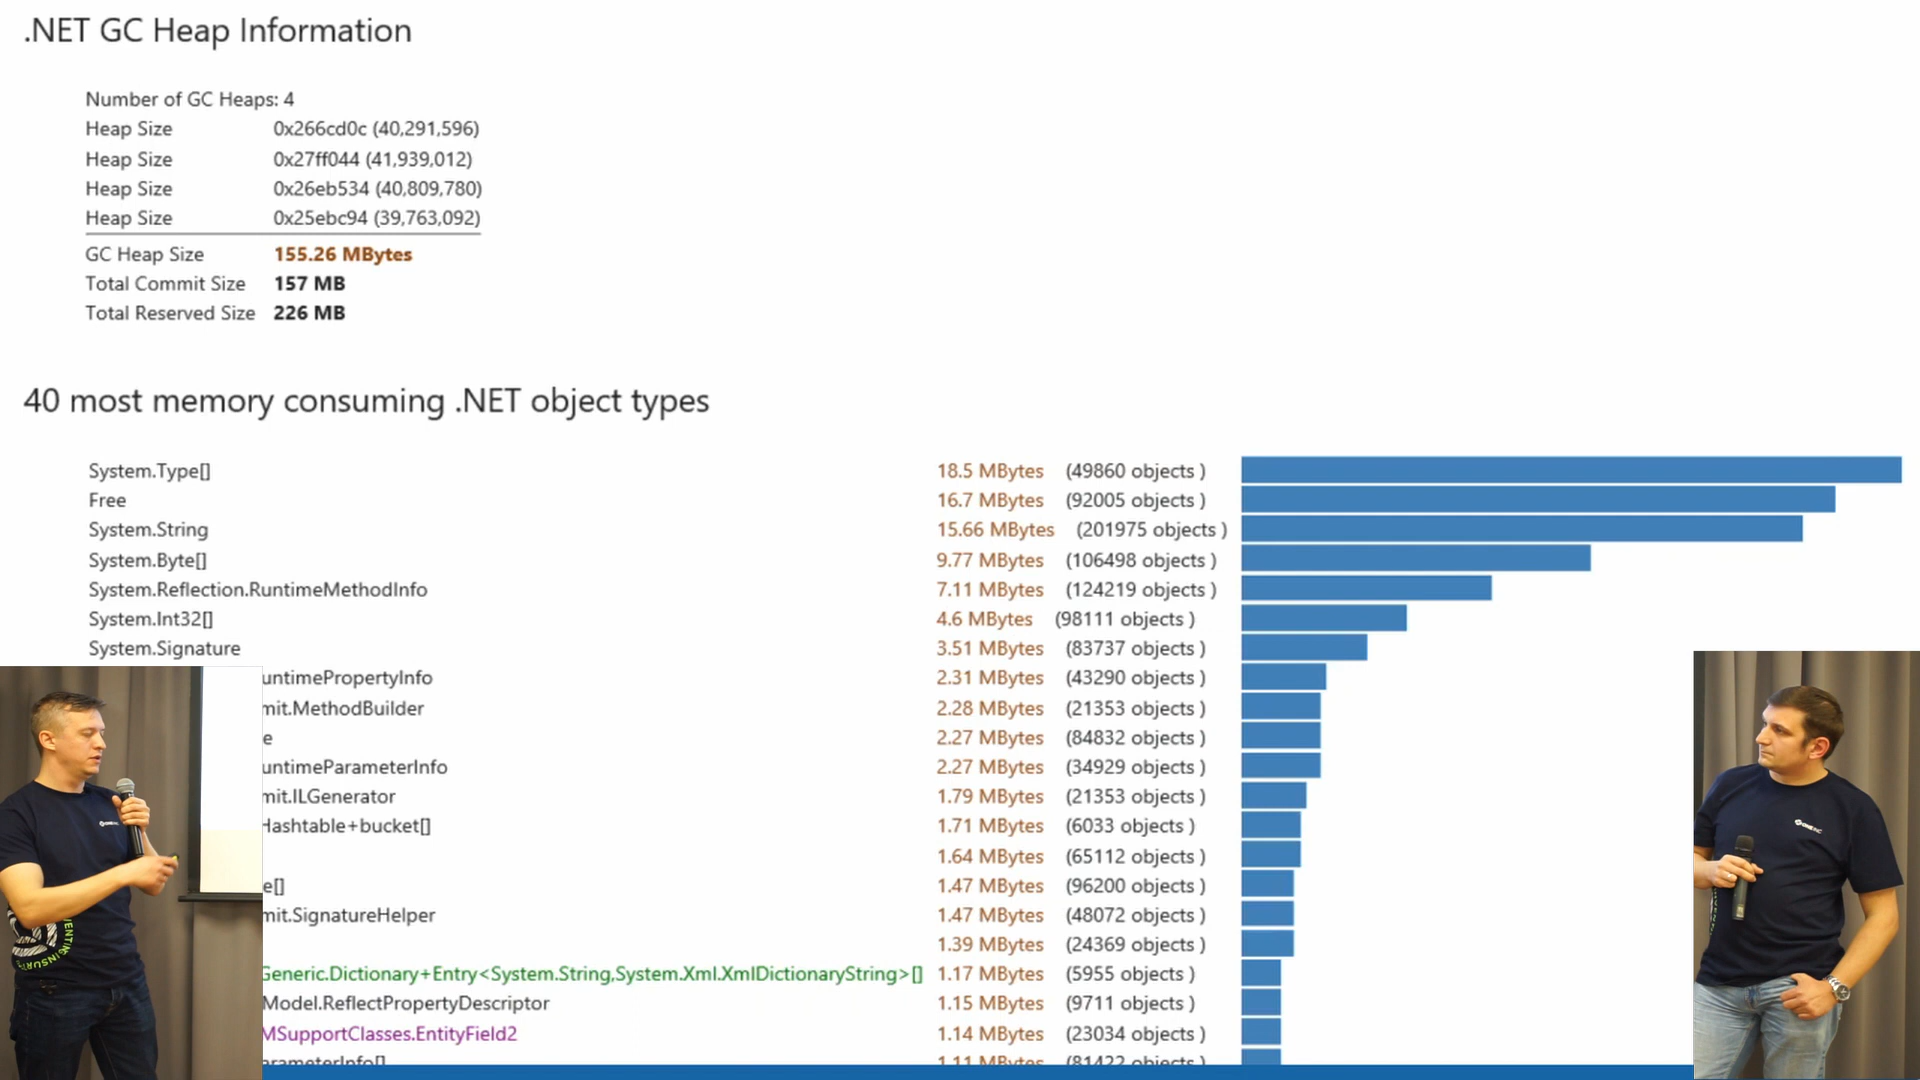 .NET GC Heap Information
Number of GC Heaps: 4
Heap Size 0x266cd0c (40,291,596)
Heap Size 0x27ff044 (41,939,012)
Heap Size 0x26eb534 (40,809,780)
Heap Size 0x25ebc94 (39,763,092)
GC Heap Size 155.26 MBytes
Total Commit Size 157 MB
Total Reserved Size 226 MB
40 most memory consuming .NET object types
System.Type[] 18.5 MBytes (49860 objects )
Free 16.7 MBytes (92005 objects )
System.String 15.66 MBytes (201975 objects )
System.Byte[] 9.77 MBytes (106498 objects )
System.Reflection.RuntimeMethodInfo 7.11 MBytes (124219 objects )
System.Int32[] 4.6 MBytes (98111 objects )
System.Signature 3.51 MBytes (83737 objects )
untimePropertyInfo 2.31 MBytes (43290 objects )
mit.MethodBuilder 2.28 MBytes (21353 objects )
e 2.27 MBytes (84832 objects )
untimeParameterInfo 2.27 MBytes (34929 objects )
mit.ILGenerator 1.79 MBytes (21353 objects )
Hashtable+bucket[] 1.71 MBytes (6033 objects )
1.64 MBytes (65112 objects )
e[] 1.47 MBytes (96200 objects )
mit.SignatureHelper 1.47 MBytes (48072 objects )
1.39 MBytes (24369 objects )
Generic.Dictionary+Entry<System.String,System.Xml.XmlDictionaryString>[] 1.17 MBytes (5955 objects )
Model.ReflectPropertyDescriptor 1.15 MBytes (9711 objects )
MSupportClasses.EntityField2 1.14 MBytes (23034 objects )
arameterInfo[] 1.11 MBytes (81422 objects )